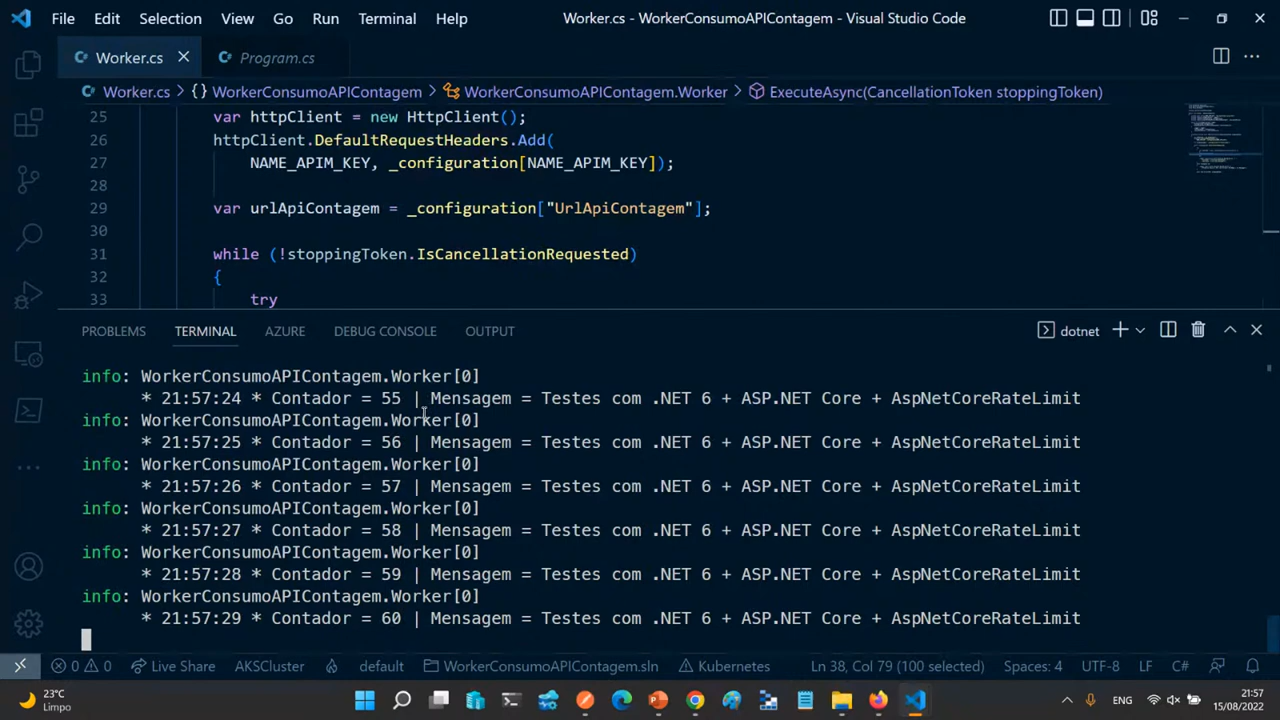 File Edit Selection View Go Run Terminal Help Worker.cs - WorkerConsumoAPIContagem - Visual Studio Code
Worker.cs Program.cs
Worker.cs > {} WorkerConsumoAPIContagem > WorkerConsumoAPIContagem.Worker > ExecuteAsync(CancellationToken stoppingToken)
25 var httpClient = new HttpClient();
26 httpClient.DefaultRequestHeaders.Add(
27 NAME_APIM_KEY, _configuration[NAME_APIM_KEY]);
28
29 var urlApiContagem = _configuration["UrlApiContagem"];
30
31 while (!stoppingToken.IsCancellationRequested)
32 {
33 try
PROBLEMS TERMINAL AZURE DEBUG CONSOLE OUTPUT dotnet
info: WorkerConsumoAPIContagem.Worker[0]
* 21:57:24 * Contador = 55 | Mensagem = Testes com .NET 6 + ASP.NET Core + AspNetCoreRateLimit
info: WorkerConsumoAPIContagem.Worker[0]
* 21:57:25 * Contador = 56 | Mensagem = Testes com .NET 6 + ASP.NET Core + AspNetCoreRateLimit
info: WorkerConsumoAPIContagem.Worker[0]
* 21:57:26 * Contador = 57 | Mensagem = Testes com .NET 6 + ASP.NET Core + AspNetCoreRateLimit
info: WorkerConsumoAPIContagem.Worker[0]
* 21:57:27 * Contador = 58 | Mensagem = Testes com .NET 6 + ASP.NET Core + AspNetCoreRateLimit
info: WorkerConsumoAPIContagem.Worker[0]
* 21:57:28 * Contador = 59 | Mensagem = Testes com .NET 6 + ASP.NET Core + AspNetCoreRateLimit
info: WorkerConsumoAPIContagem.Worker[0]
* 21:57:29 * Contador = 60 | Mensagem = Testes com .NET 6 + ASP.NET Core + AspNetCoreRateLimit
0 0 Live Share AKSCluster default WorkerConsumoAPIContagem.sln Kubernetes Ln 38, Col 79 (100 selected) Spaces: 4 UTF-8 LF C#
23°C
Limpo
ENG
21:57
15/08/2022